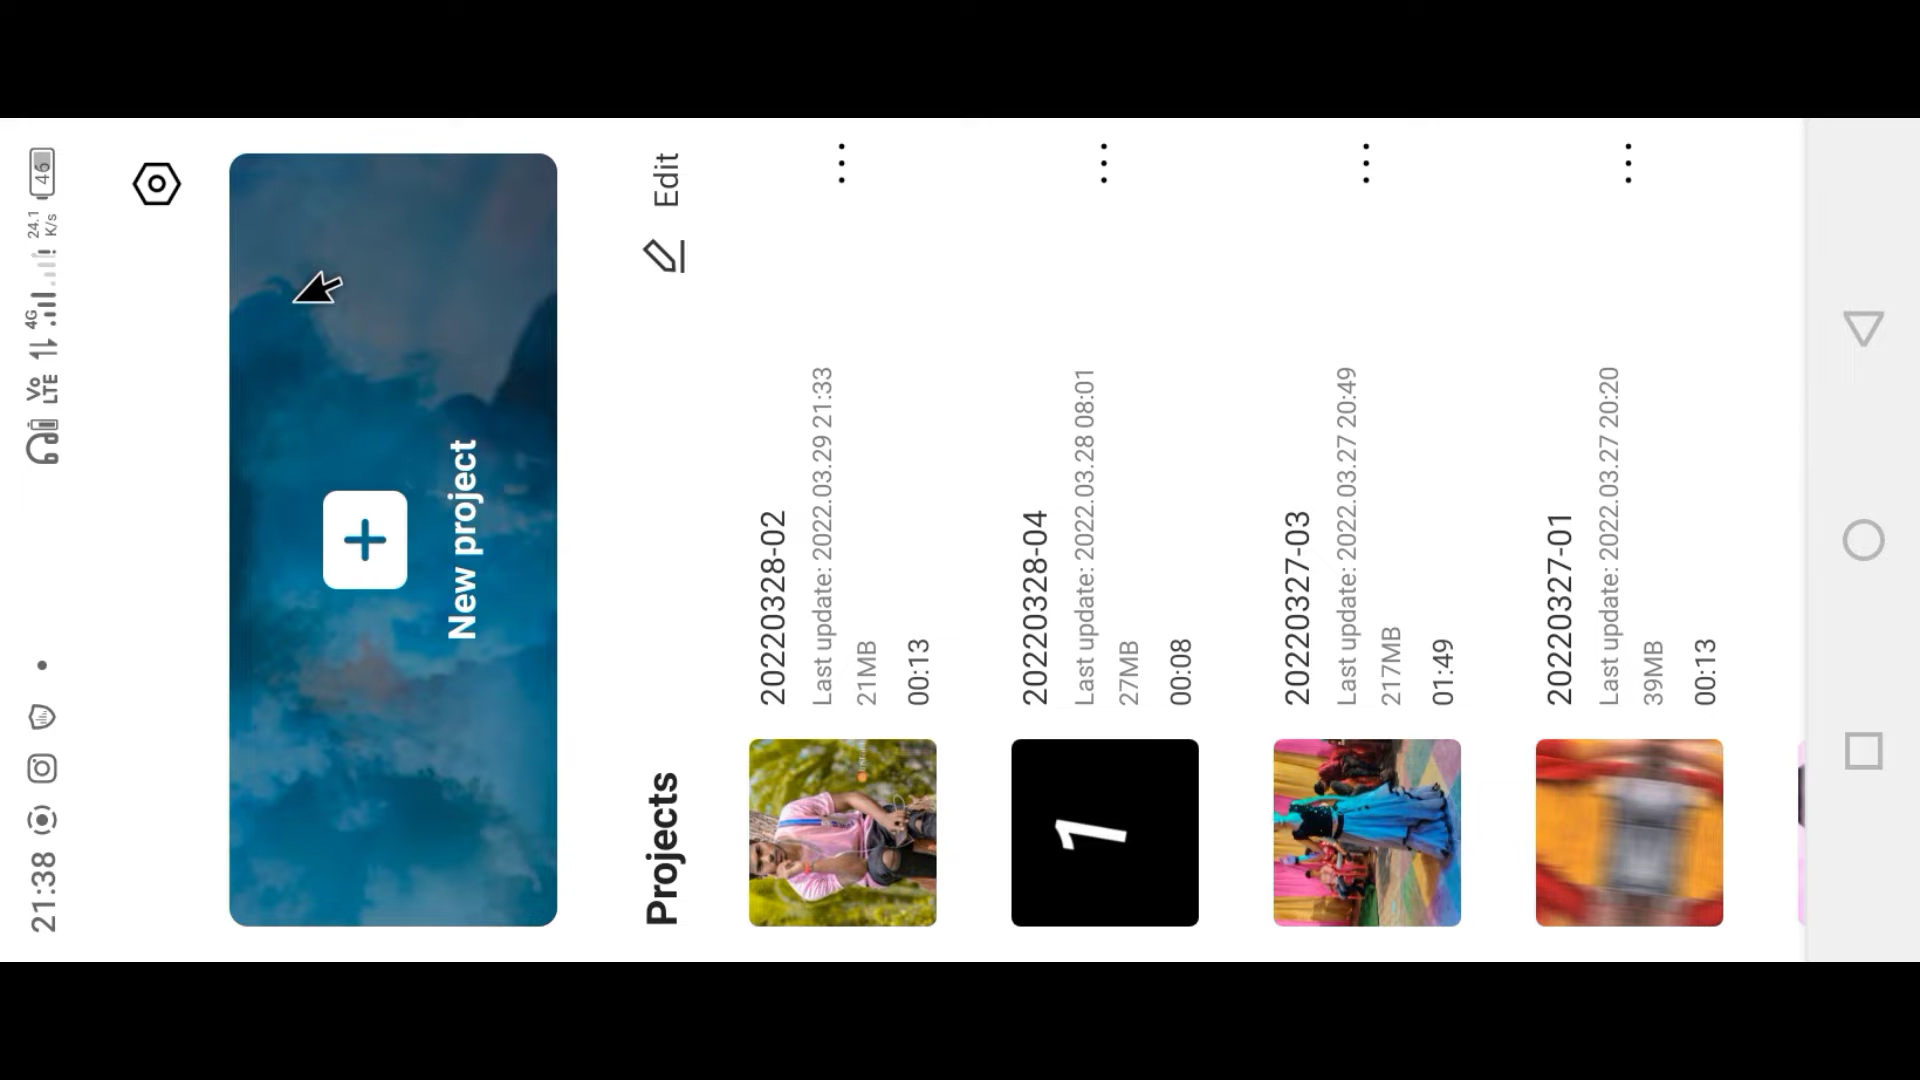 21:38
Vo
LTE
4G
24.1
K/s
46
New project
Projects
Edit
20220328-02
Last update: 2022.03.29 21:33
21MB
00:13
20220328-04
Last update: 2022.03.28 08:01
27MB
00:08
1
20220327-03
Last update: 2022.03.27 20:49
217MB
01:49
20220327-01
Last update: 2022.03.27 20:20
39MB
00:13